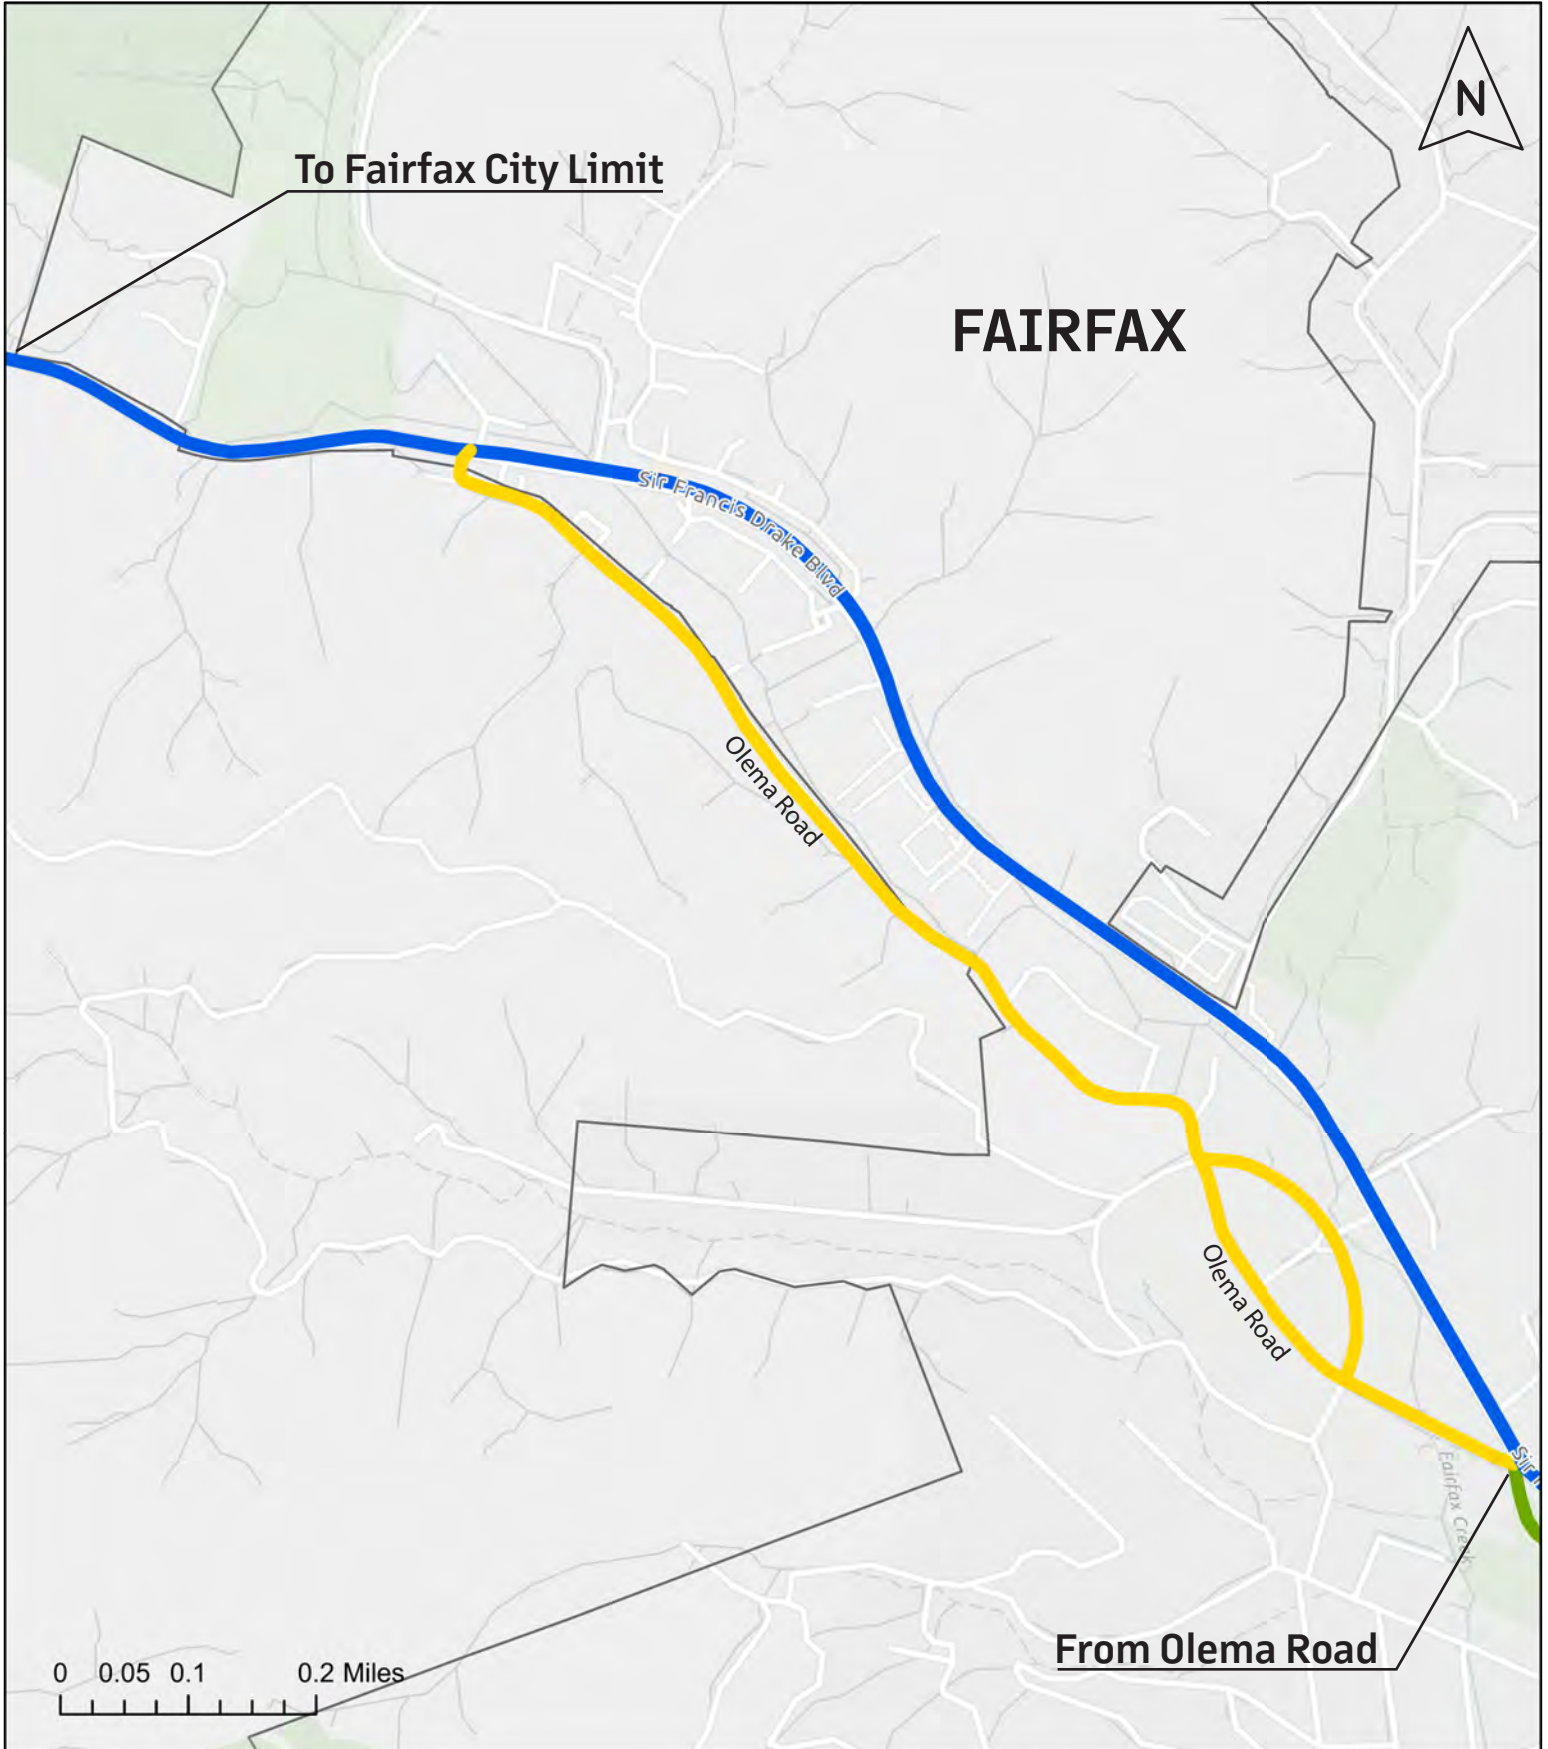 N
To Fairfax City Limit
FAIRFAX
Sir Francis Drake Blvd
Olema Road
Olema Road
Sir
Fairfax Creek
From Olema Road
0 0.05 0.1 0.2 Miles